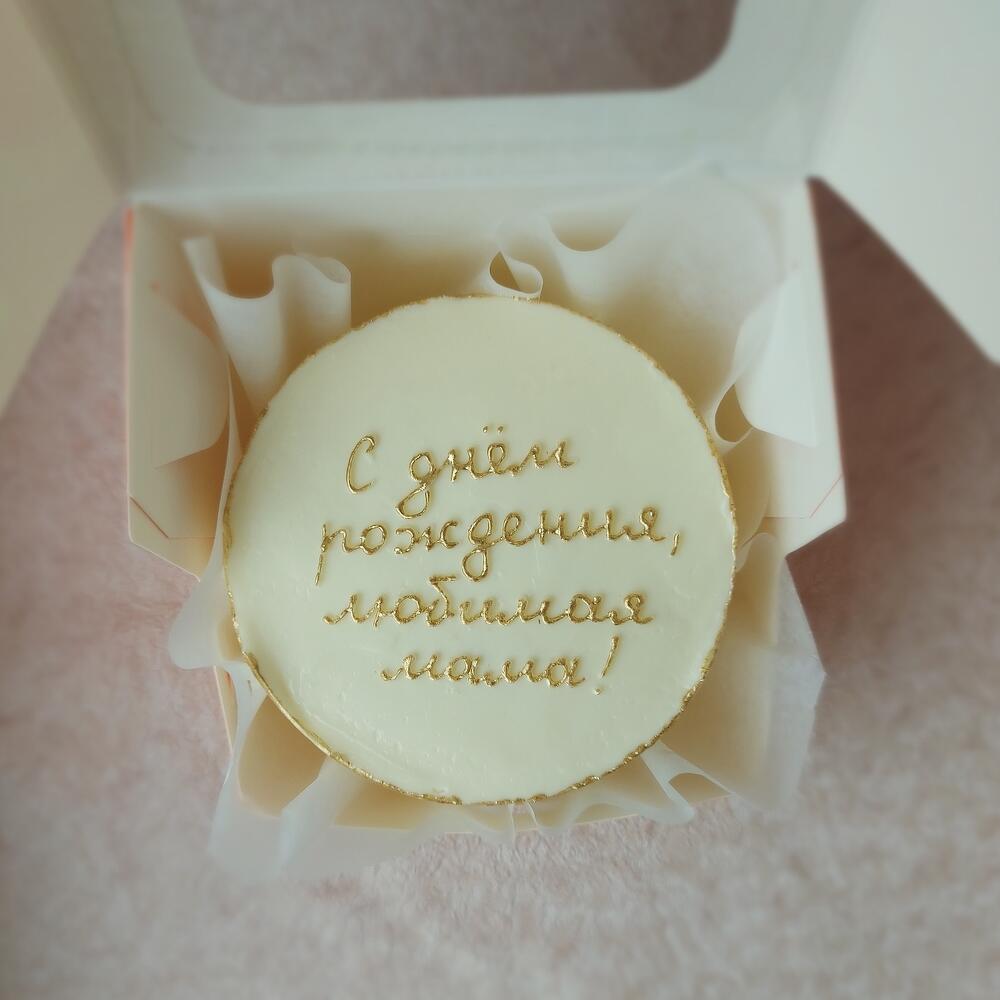 С днём
рождения,
любимая
мама!